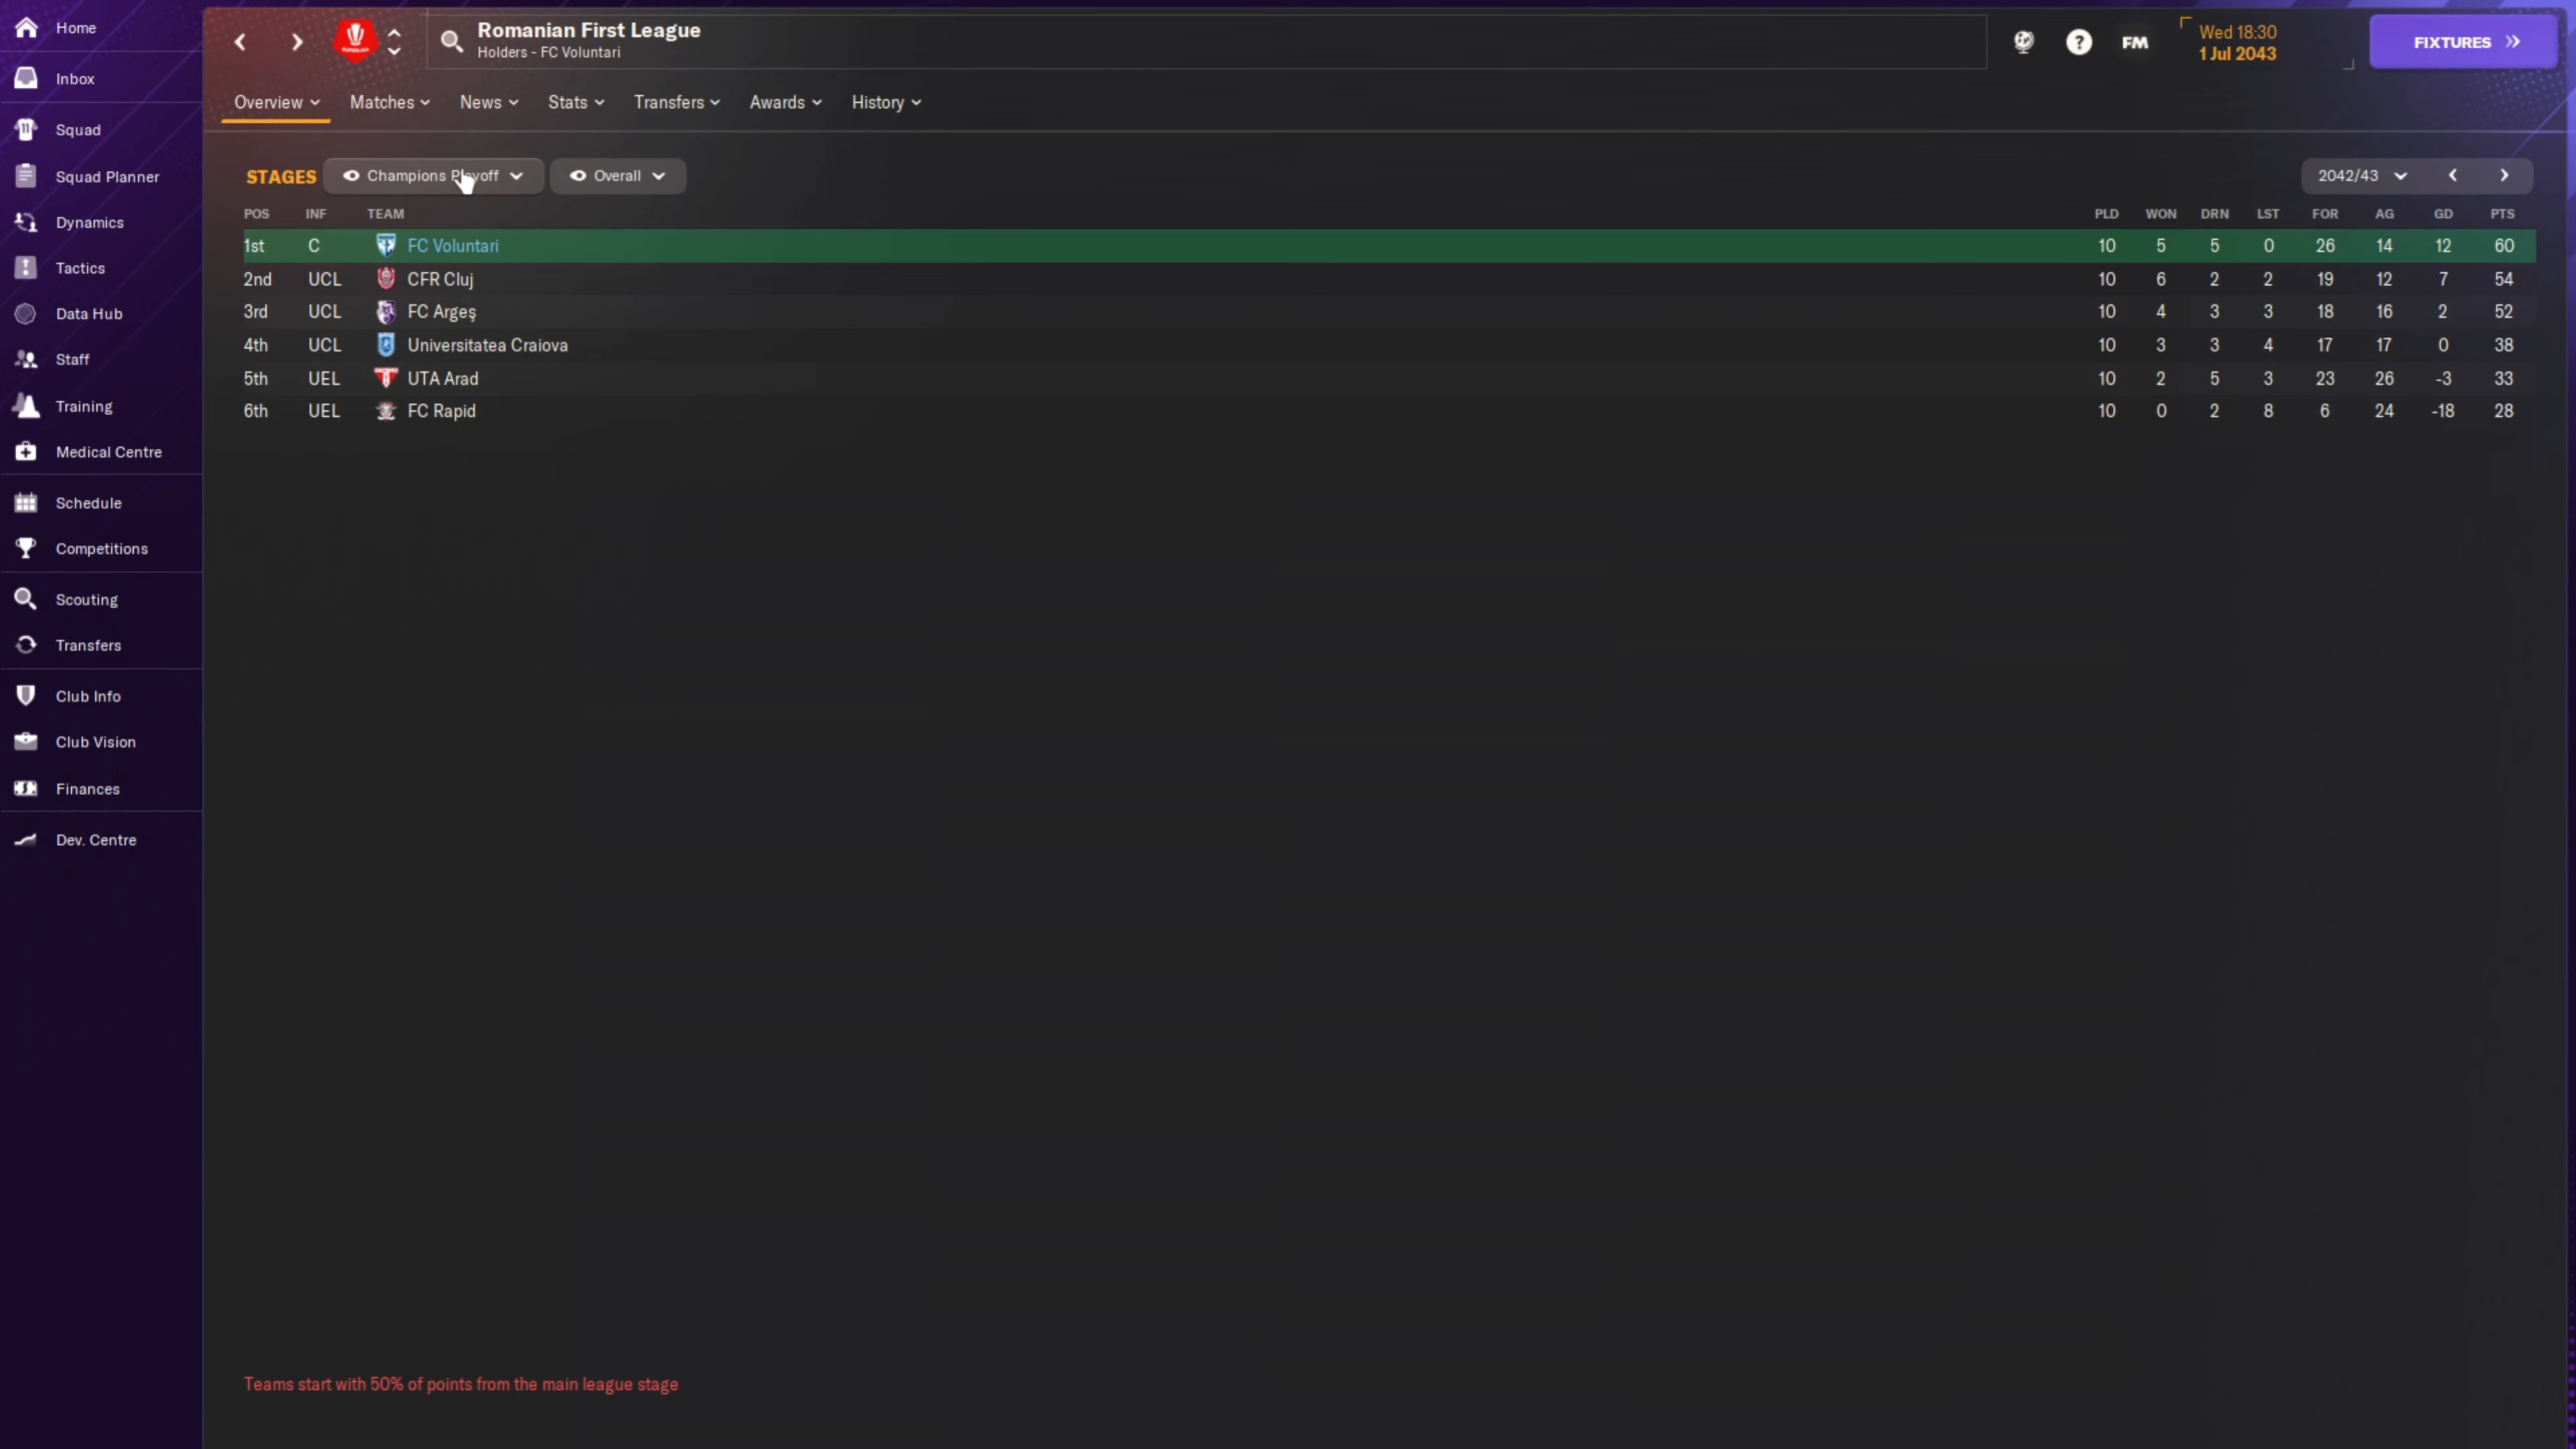 Home
Inbox
Squad
Squad Planner
Dynamics
Tactics
Data Hub
Staff
Training
Medical Centre
Schedule
Competitions
Scouting
Transfers
Club Info
Club Vision
Finances
Dev. Centre
Romanian First League
Holders - FC Voluntari
? FM
Wed 18:30
1 Jul 2043
FIXTURES
Overview Matches News Stats Transfers Awards History
STAGES Champions Overall 2042/43
POS INF TEAM PLD WON DRN LST FOR AG GD PTS
1st C FC Voluntari 10 5 5 0 26 14 12 60
2nd UCL CFR Cluj 10 6 2 2 19 12 7 54
3rd UCL FC Argeș 10 4 3 3 18 16 2 52
4th UCL Universitatea Craiova 10 3 3 4 17 17 0 38
5th UEL UTA Arad 10 2 5 3 23 26 -3 33
6th UEL FC Rapid 10 0 2 8 6 24 -18 28
Teams start with 50% of points from the main league stage